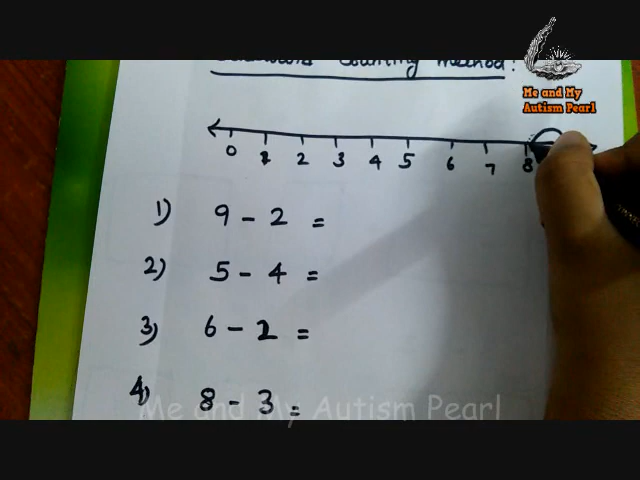 Counting Method:
Me and My
Autism Pearl
0 1 2 3 4 5 6 7 8
1) 9 - 2 =
2) 5 - 4 =
3) 6 - 2 =
4) 8 - 3 =
Me and My Autism Pearl